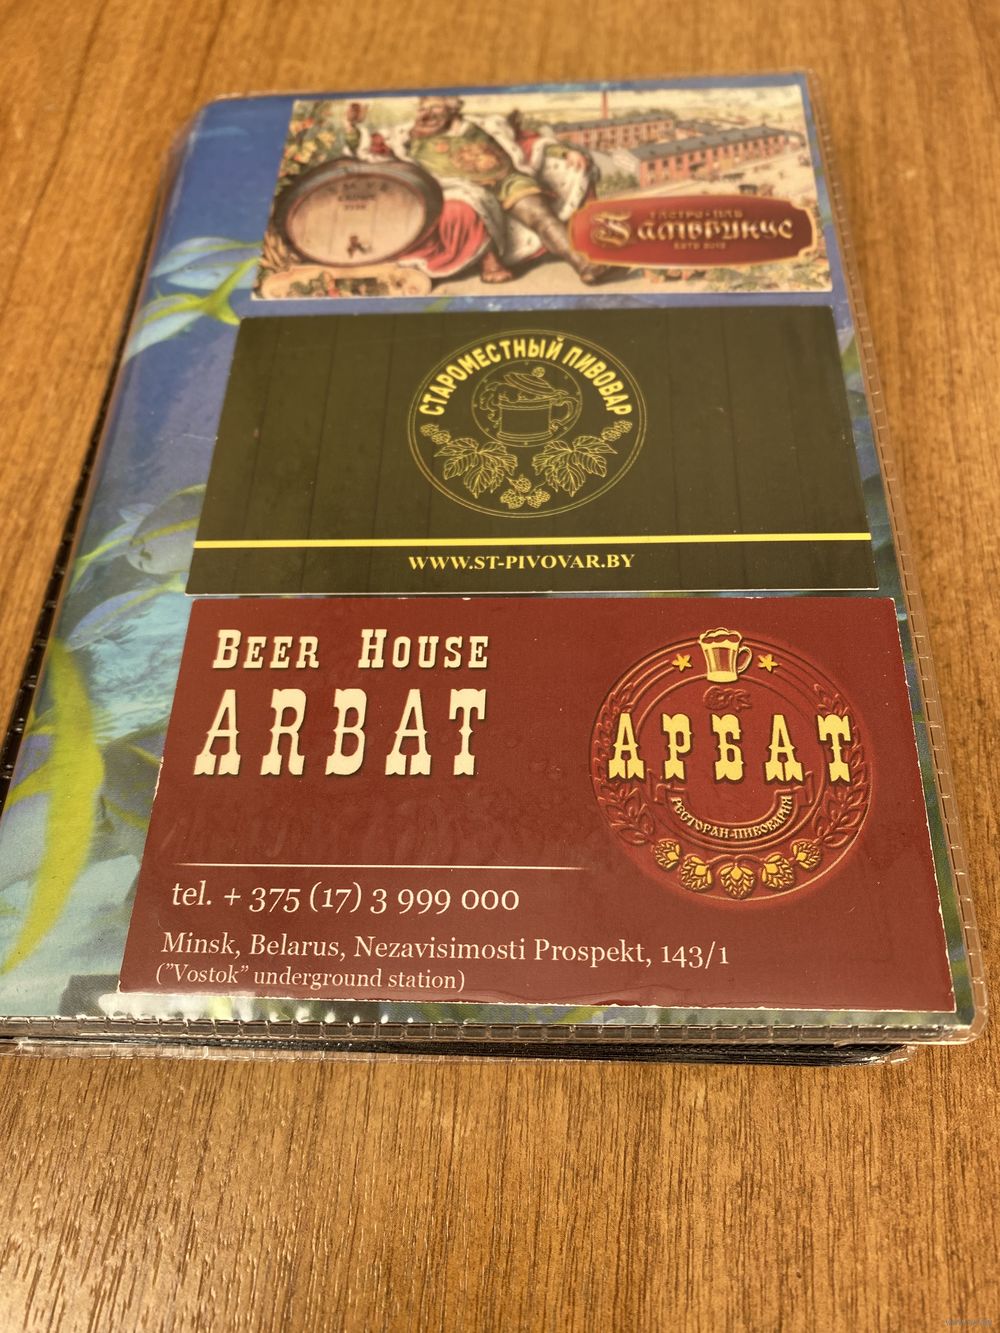 ГАСТРО-ПАБ
Гамбринус
СТАРОМЕСТНЫЙ ПИВОВАР
WWW.ST-PIVOVAR.BY
BEER HOUSE
ARBAT
АРБАТ
РЕСТОРАН-ПИВОВАРНЯ
tel. + 375 (17) 3 999 000
Minsk, Belarus, Nezavisimosti Prospekt, 143/1
("Vostok" underground station)